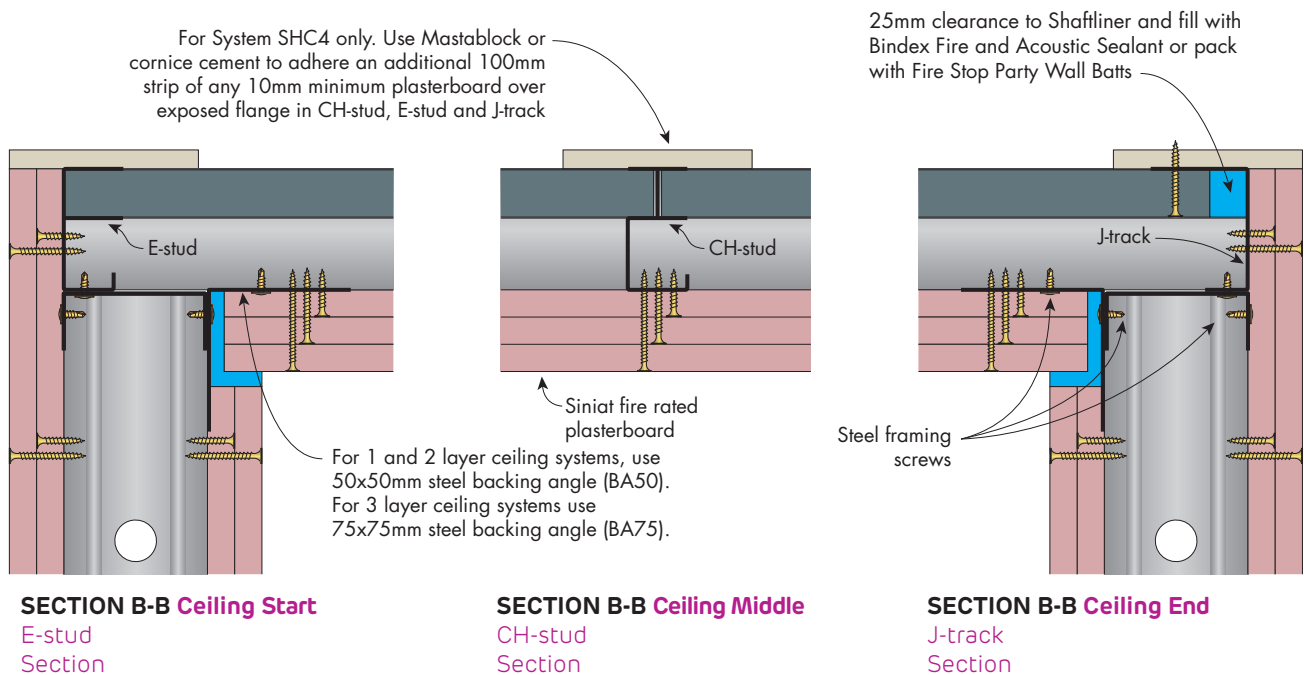 For System SHC4 only. Use Mastablock or
cornice cement to adhere an additional 100mm
strip of any 10mm minimum plasterboard over
exposed flange in CH-stud, E-stud and J-track
25mm clearance to Shaftliner and fill with
Bindex Fire and Acoustic Sealant or pack
with Fire Stop Party Wall Batts
E-stud
CH-stud
J-track
Siniat fire rated
plasterboard
Steel framing
screws
For 1 and 2 layer ceiling systems, use
50x50mm steel backing angle (BA50).
For 3 layer ceiling systems use
75x75mm steel backing angle (BA75).
SECTION B-B Ceiling Start
E-stud
Section
SECTION B-B Ceiling Middle
CH-stud
Section
SECTION B-B Ceiling End
J-track
Section